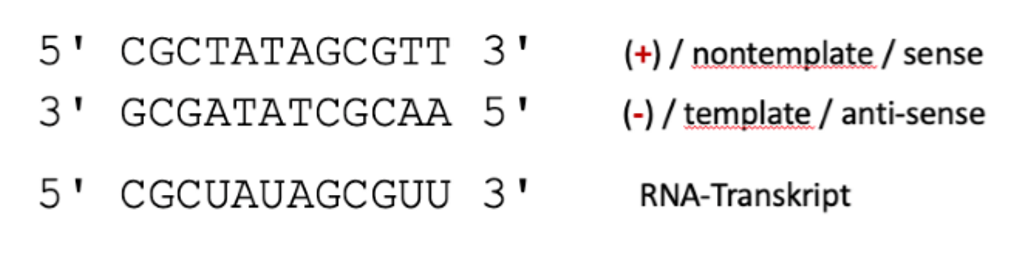 5' CGCTATAGCGTT 3' (+) / nontemplate / sense
3' GCGATATCGCAA 5' (-) / template / anti-sense
5' CGCUAUAGCGUU 3' RNA-Transkript